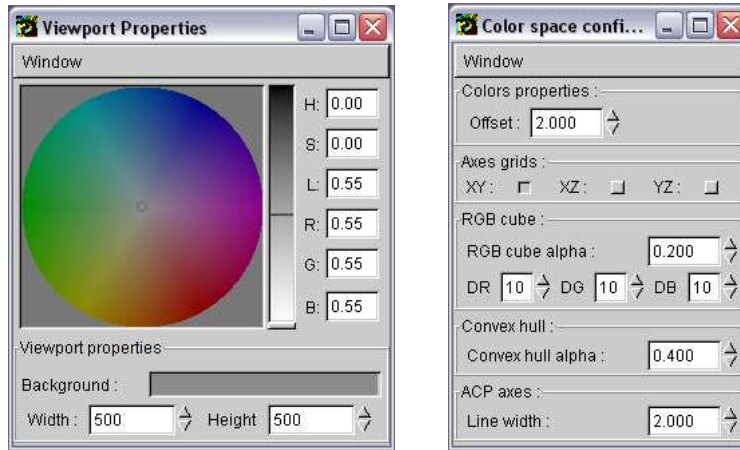 Viewport Properties
Window
H: 0.00
S: 0.00
L: 0.55
R: 0.55
G: 0.55
B: 0.55
Viewport properties
Background :
Width : 500 Height 500
Color space confi...
Window
Colors properties :
Offset : 2.000
Axes grids :
XY : XZ : YZ :
RGB cube :
RGB cube alpha : 0.200
DR 10 DG 10 DB 10
Convex hull :
Convex hull alpha : 0.400
ACP axes :
Line width : 2.000